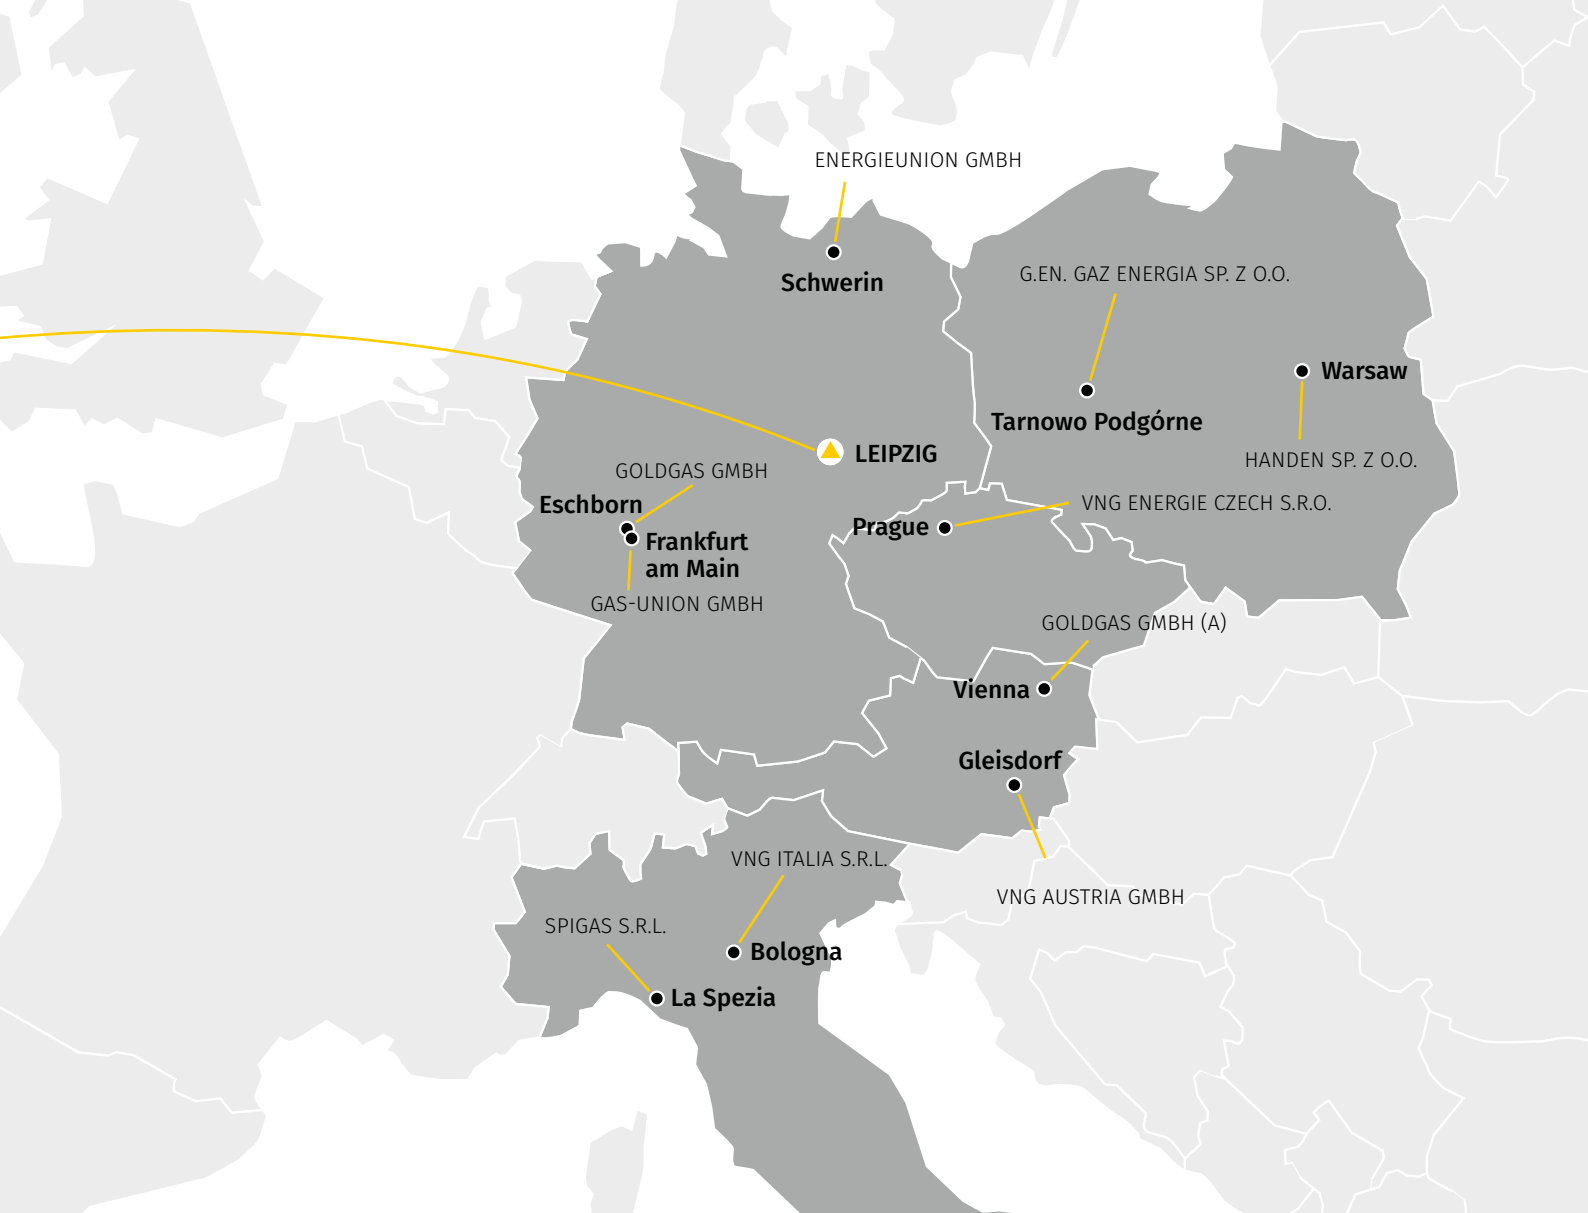 ENERGIEUNION GMBH
Schwerin
G.EN. GAZ ENERGIA SP. Z O.O.
Warsaw
Tarnowo Podgórne
HANDEN SP. Z O.O.
LEIPZIG
GOLDGAS GMBH
Eschborn
Frankfurt
am Main
GAS-UNION GMBH
VNG ENERGIE CZECH S.R.O.
Prague
GOLDGAS GMBH (A)
Vienna
Gleisdorf
VNG AUSTRIA GMBH
VNG ITALIA S.R.L.
SPIGAS S.R.L.
Bologna
La Spezia